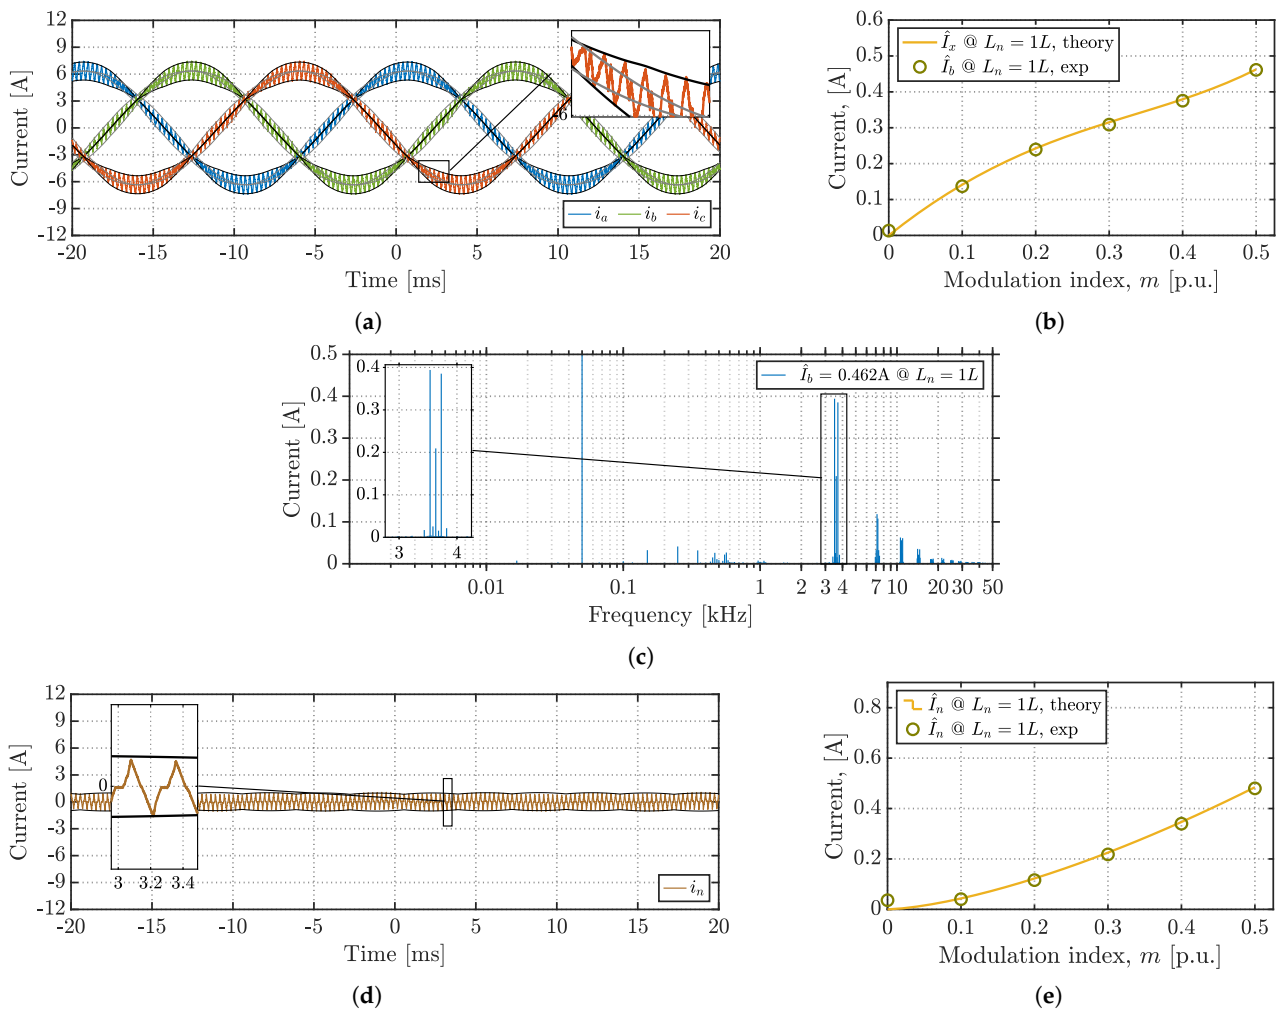 12
9
6
3
0
-3
-6
-9
-12
Current [A]
-6
i_a i_b i_c
-20 -15 -10 -5 0 5 10 15 20
Time [ms]
(a)
0.6
0.5
0.4
0.3
0.2
0.1
0
Current, [A]
Î_x @ L_n = 1L, theory
Î_b @ L_n = 1L, exp
0 0.1 0.2 0.3 0.4 0.5
Modulation index, m [p.u.]
(b)
0.5
0.4
0.3
0.2
0.1
0
Current [A]
0.4
0.3
0.2
0.1
0
3 4
Î_b = 0.462A @ L_n = 1L
0.01 0.1 1 2 3 4 7 10 20 30 50
Frequency [kHz]
(c)
12
9
6
3
0
-3
-6
-9
-12
Current [A]
0
3 3.2 3.4
i_n
-20 -15 -10 -5 0 5 10 15 20
Time [ms]
(d)
0.8
0.6
0.4
0.2
0
Current, [A]
Î_n @ L_n = 1L, theory
Î_n @ L_n = 1L, exp
0 0.1 0.2 0.3 0.4 0.5
Modulation index, m [p.u.]
(e)